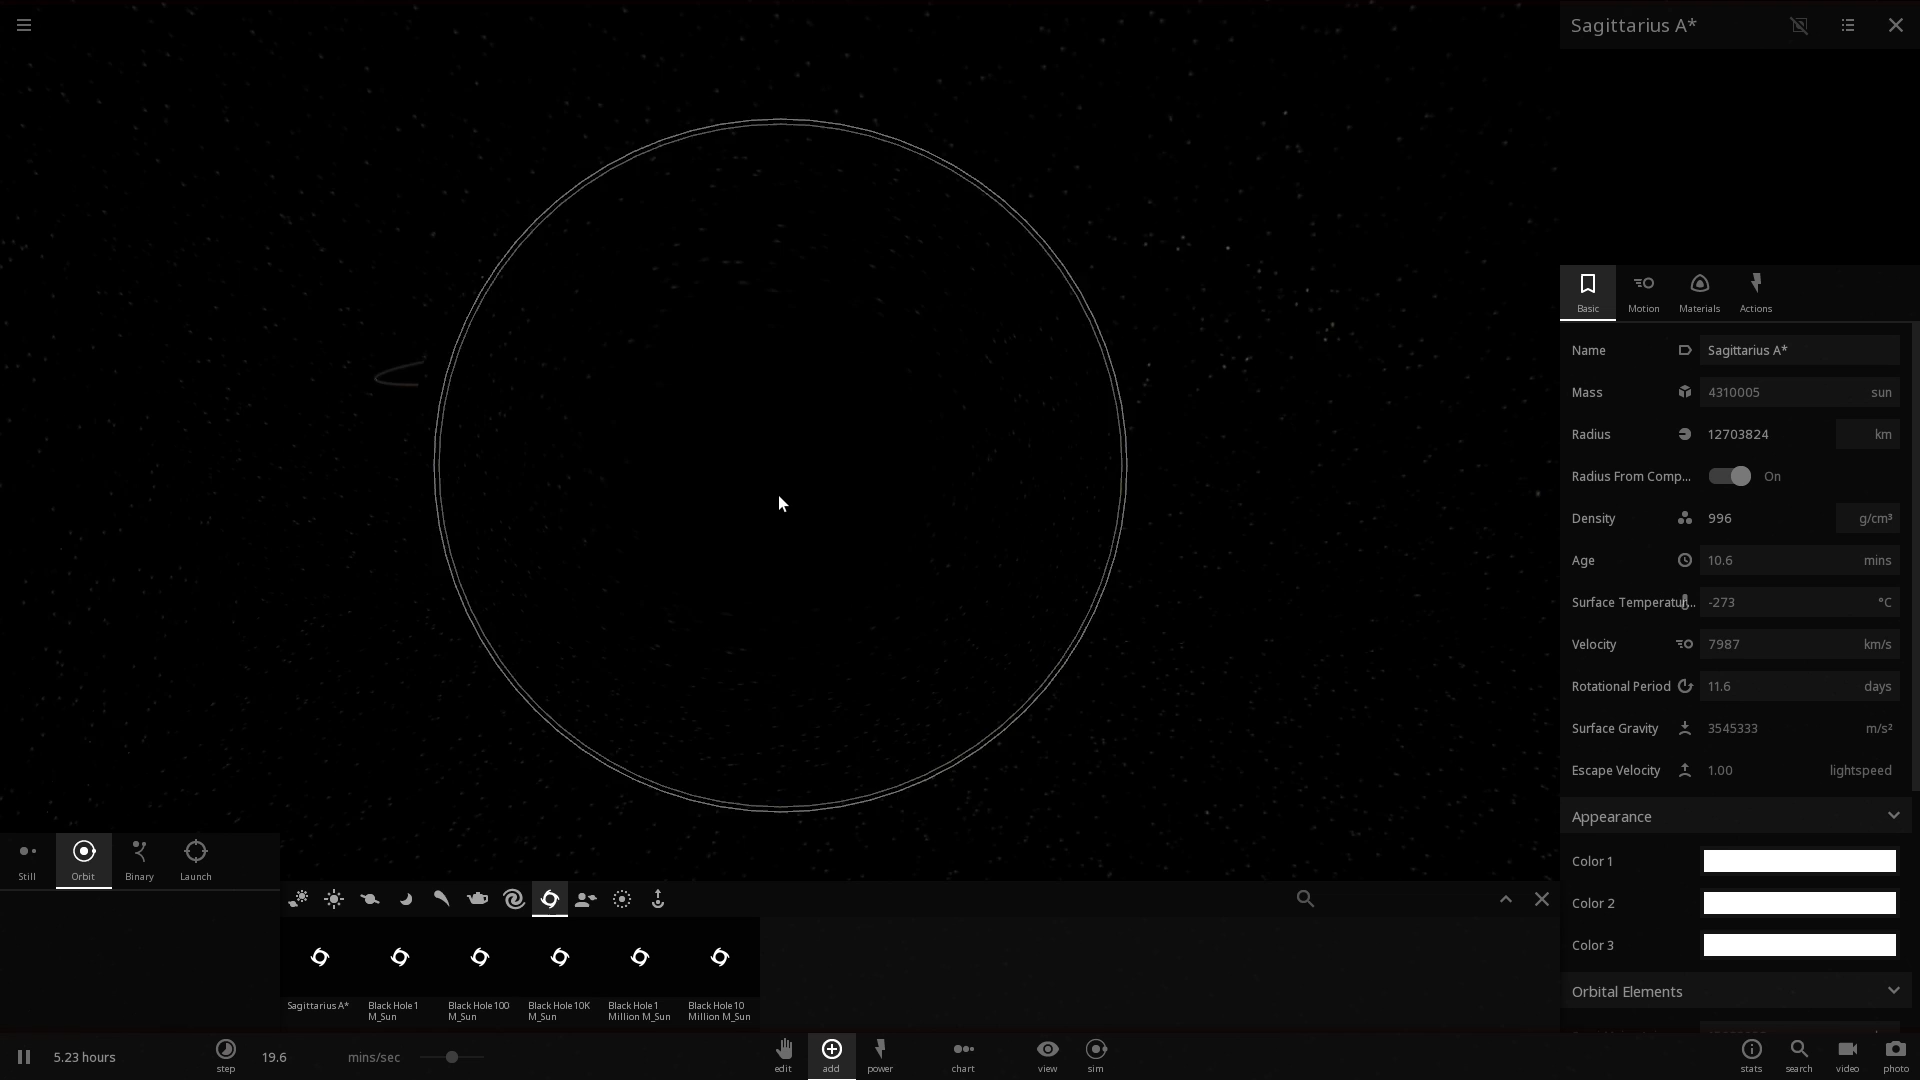 Sagittarius A*
Basic
Motion
Materials
Actions
Name
Sagittarius A*
Mass
4310005 sun
Radius
12703824 km
Radius From Comp...
On
Density
996 g/cm³
Age
10.6 mins
Surface Temperatur...
-273 °C
Velocity
7987 km/s
Rotational Period
11.6 days
Surface Gravity
3545333 m/s²
Escape Velocity
1.00 lightspeed
Appearance
Color 1
Color 2
Color 3
Orbital Elements
Still
Orbit
Binary
Launch
Sagittarius A*
Black Hole 1
M_Sun
Black Hole 100
M_Sun
Black Hole 10K
M_Sun
Black Hole 1
Million M_Sun
Black Hole 10
Million M_Sun
5.23 hours
step
19.6 mins/sec
edit
add
power
chart
view
sim
stats
search
video
photo